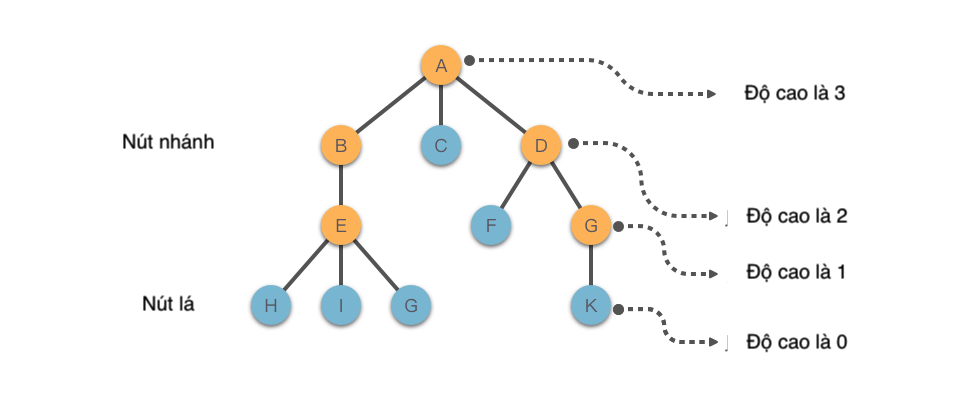 A
Độ cao là 3
Nút nhánh
B
C
D
Độ cao là 2
E
F
G
Độ cao là 1
Nút lá
H
I
G
K
Độ cao là 0